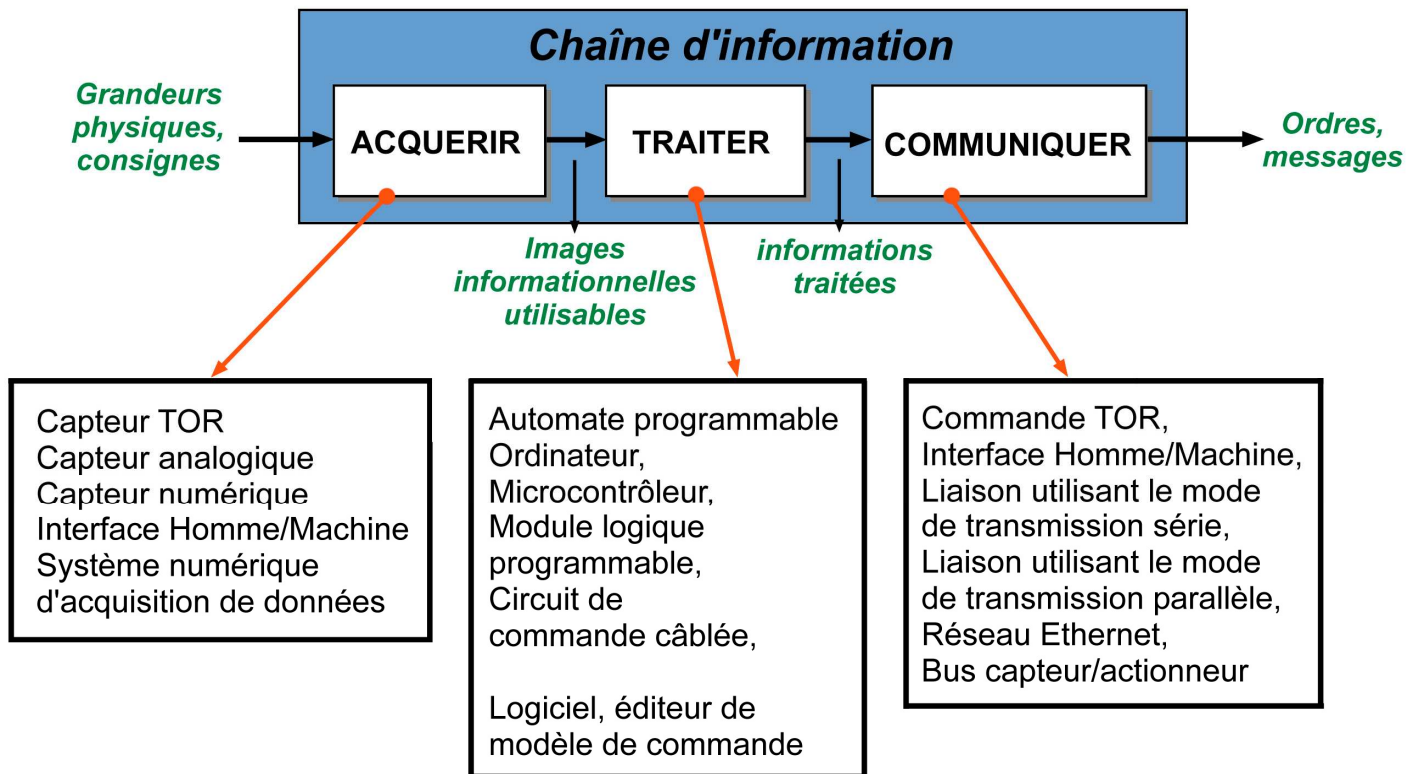 Chaîne d'information
Grandeurs
physiques,
consignes
ACQUERIR
TRAITER
COMMUNIQUER
Ordres,
messages
Images
informationnelles
utilisables
informations
traitées
Capteur TOR
Capteur analogique
Capteur numérique
Interface Homme/Machine
Système numérique
d'acquisition de données
Automate programmable
Ordinateur,
Microcontrôleur,
Module logique
programmable,
Circuit de
commande câblée,
Logiciel, éditeur de
modèle de commande
Commande TOR,
Interface Homme/Machine,
Liaison utilisant le mode
de transmission série,
Liaison utilisant le mode
de transmission parallèle,
Réseau Ethernet,
Bus capteur/actionneur